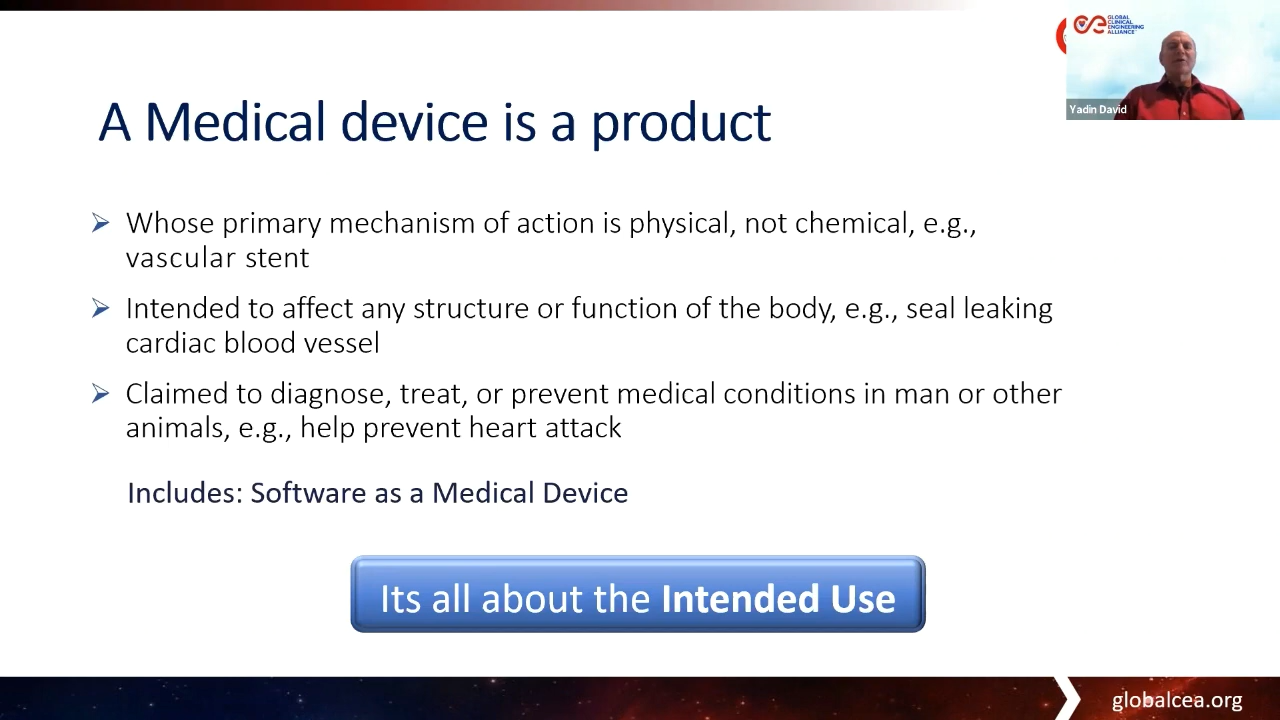 GLOBAL
CLINICAL
ENGINEERING
ALLIANCE
Yadin David
A Medical device is a product
Whose primary mechanism of action is physical, not chemical, e.g.,
vascular stent
Intended to affect any structure or function of the body, e.g., seal leaking
cardiac blood vessel
Claimed to diagnose, treat, or prevent medical conditions in man or other
animals, e.g., help prevent heart attack
Includes: Software as a Medical Device
Its all about the Intended Use
globalcea.org